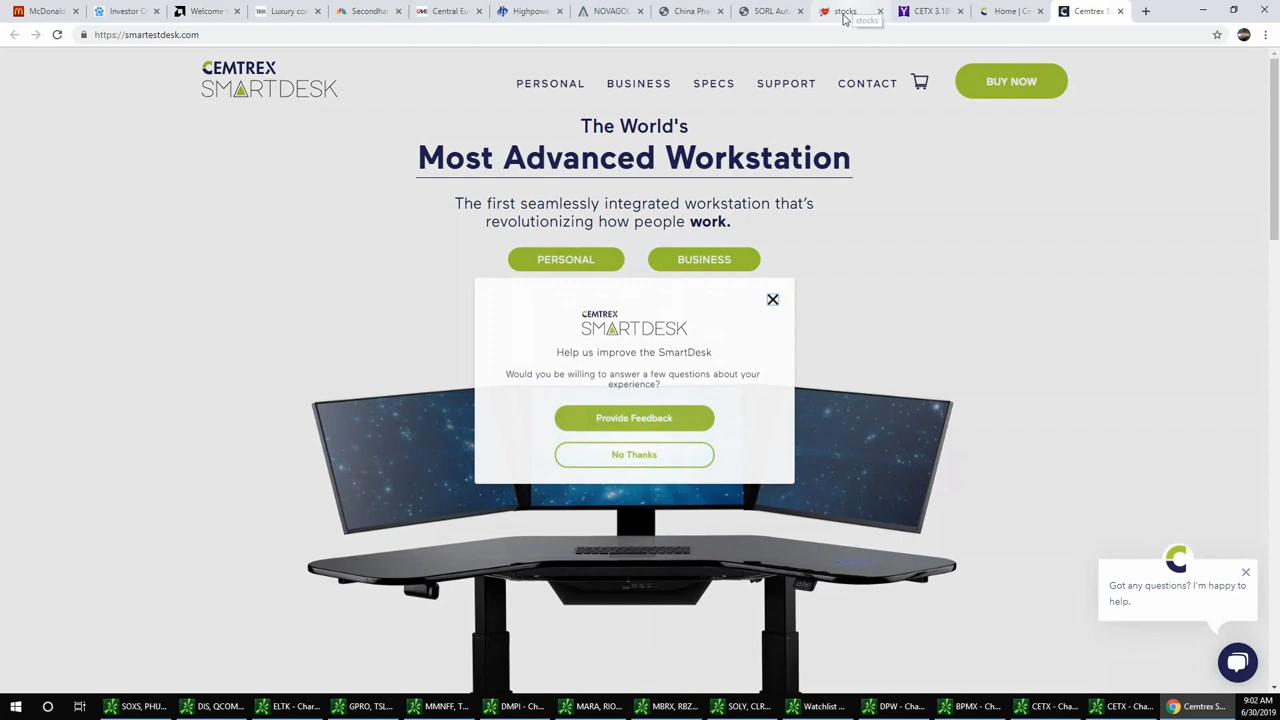 McDonald
Investor C
Welcome
Luxury co
Secondhar
Central Eu
Highpowe
NOVAGOL
China Pha
SORL Aut
stocks
CETX 3.18
Home | Ce
Cemtrex S
stocks
https://smartestdesk.com
CEMTREX
SMARTDESK
PERSONAL
BUSINESS
SPECS
SUPPORT
CONTACT
BUY NOW
The World's
Most Advanced Workstation
The first seamlessly integrated workstation that's
revolutionizing how people work.
PERSONAL
BUSINESS
CEMTREX
SMARTDESK
Help us improve the SmartDesk
Would you be willing to answer a few questions about your
experience?
Provide Feedback
No Thanks
Got any questions? I'm happy to
help.
SOXS, PHU...
DIS, QCOM...
ELTK - Char...
GPRO, TSL...
MMNFF, T...
DMPI - Cha...
MARA, RIO...
MBRX, RBZ...
SOLY, CLR...
Watchlist ...
DPW - Cha...
BPMX - Cha...
CETX - Cha...
CETX - Cha...
Cemtrex S...
9:02 AM
6/30/2019